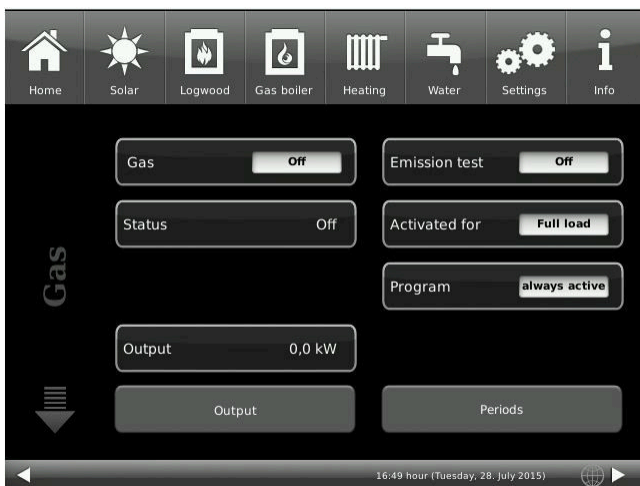 Home Solar Logwood Gas boiler Heating Water Settings Info
Gas Off
Emission test Off
Status Off
Activated for Full load
Program always active
Gas
Output 0,0 kW
Output
Periods
16:49 hour (Tuesday, 28. July 2015)